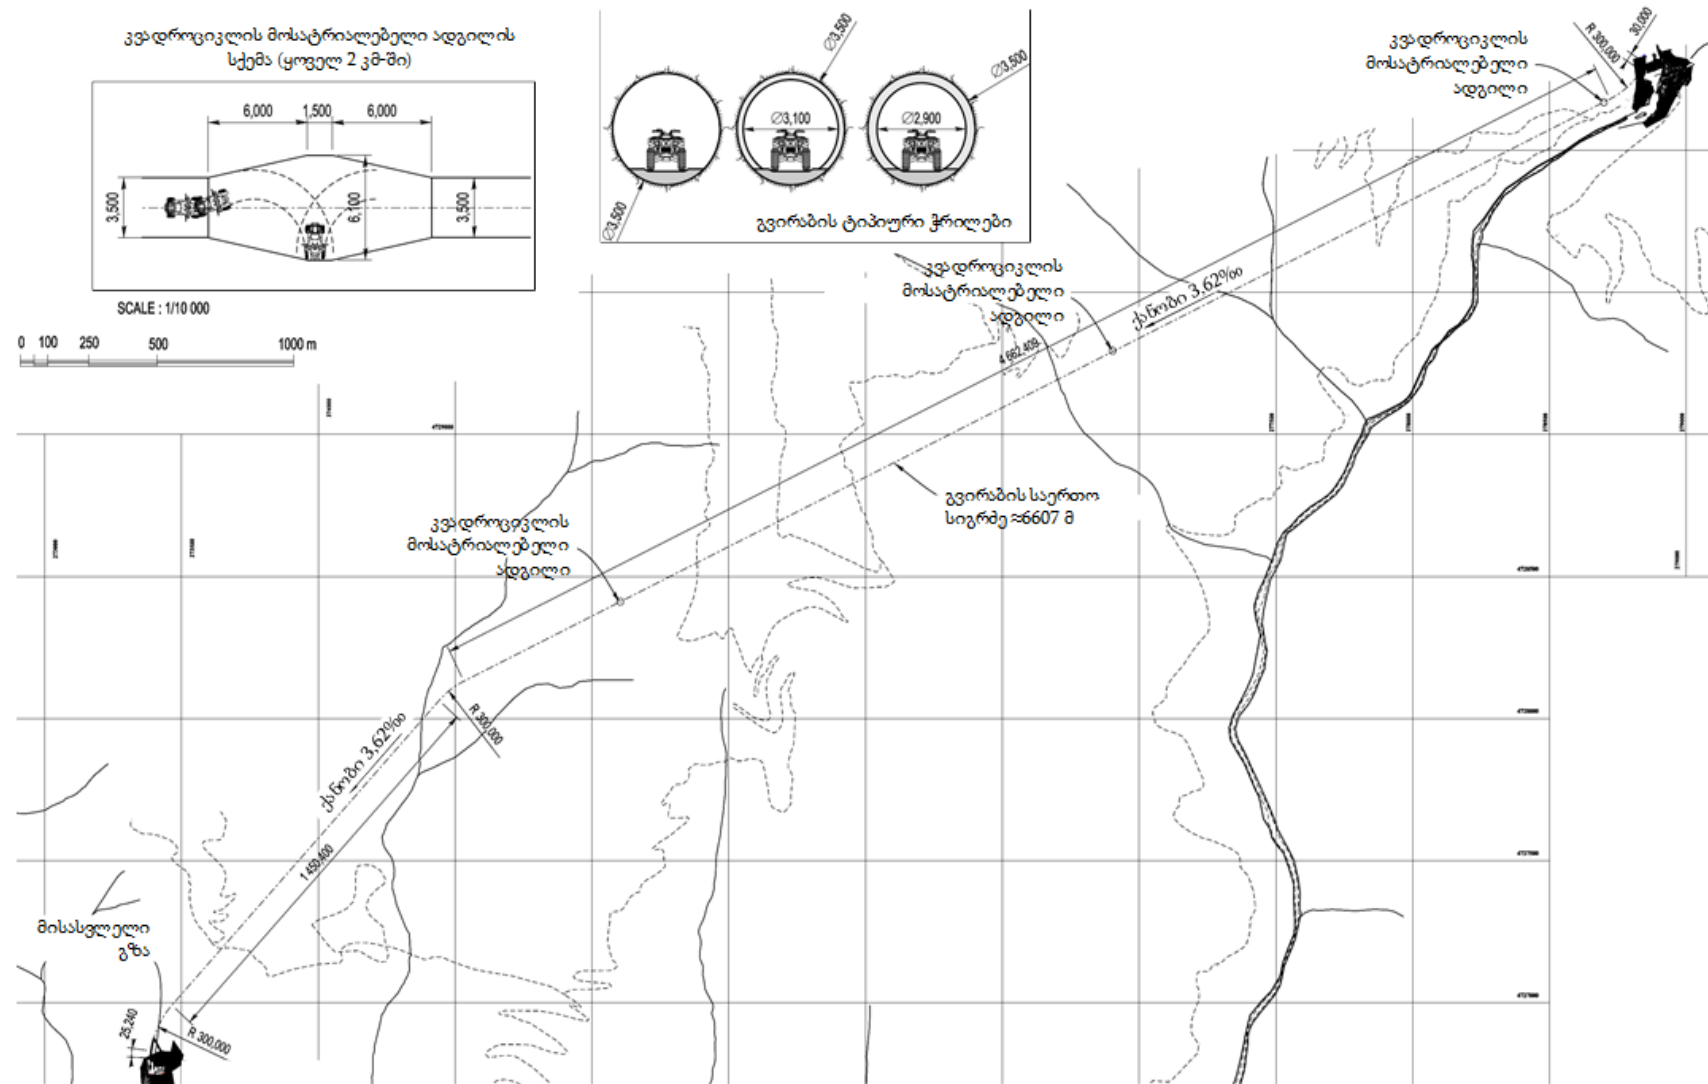 კვადროციკლის მოსატრიალებელი ადგილის
სქემა (ყოველ 2 კმ-ში)
6,000
1,500
6,000
3,500
6,100
3,500
SCALE : 1/10 000
0 100 250 500 1000 m
∅3,500
∅3,500
∅3,100
∅2,900
∅3,500
გვირაბის ტიპიური ჭრილები
კვადროციკლის
მოსატრიალებელი
ადგილი
R 300,000
30,000
კვადროციკლის
მოსატრიალებელი
ადგილი
ქანობი 3,62‰
4 662,409
გვირაბის საერთო
სიგრძე ≈6607 მ
კვადროციკლის
მოსატრიალებელი
ადგილი
R 300,000
ქანობი 3,62‰
1 450,400
მისასვლელი
გზა
25,240
R 300,000